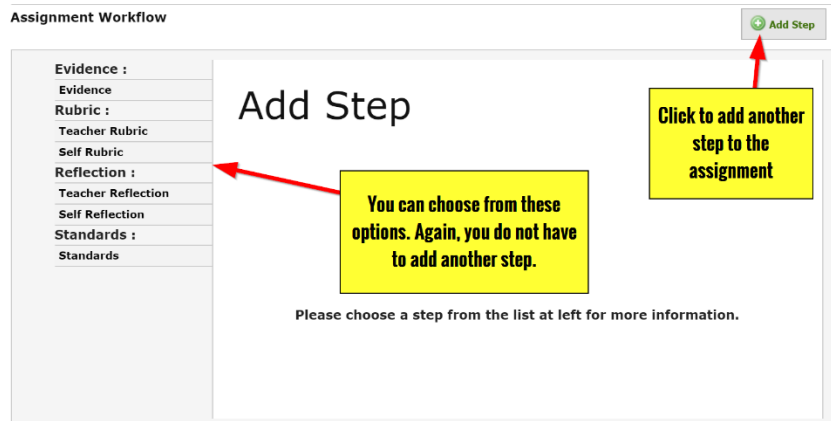 Assignment Workflow
Add Step
Evidence :
Evidence
Rubric :
Teacher Rubric
Self Rubric
Reflection :
Teacher Reflection
Self Reflection
Standards :
Standards
Add Step
Click to add another
step to the
assignment
You can choose from these
options. Again, you do not have
to add another step.
Please choose a step from the list at left for more information.